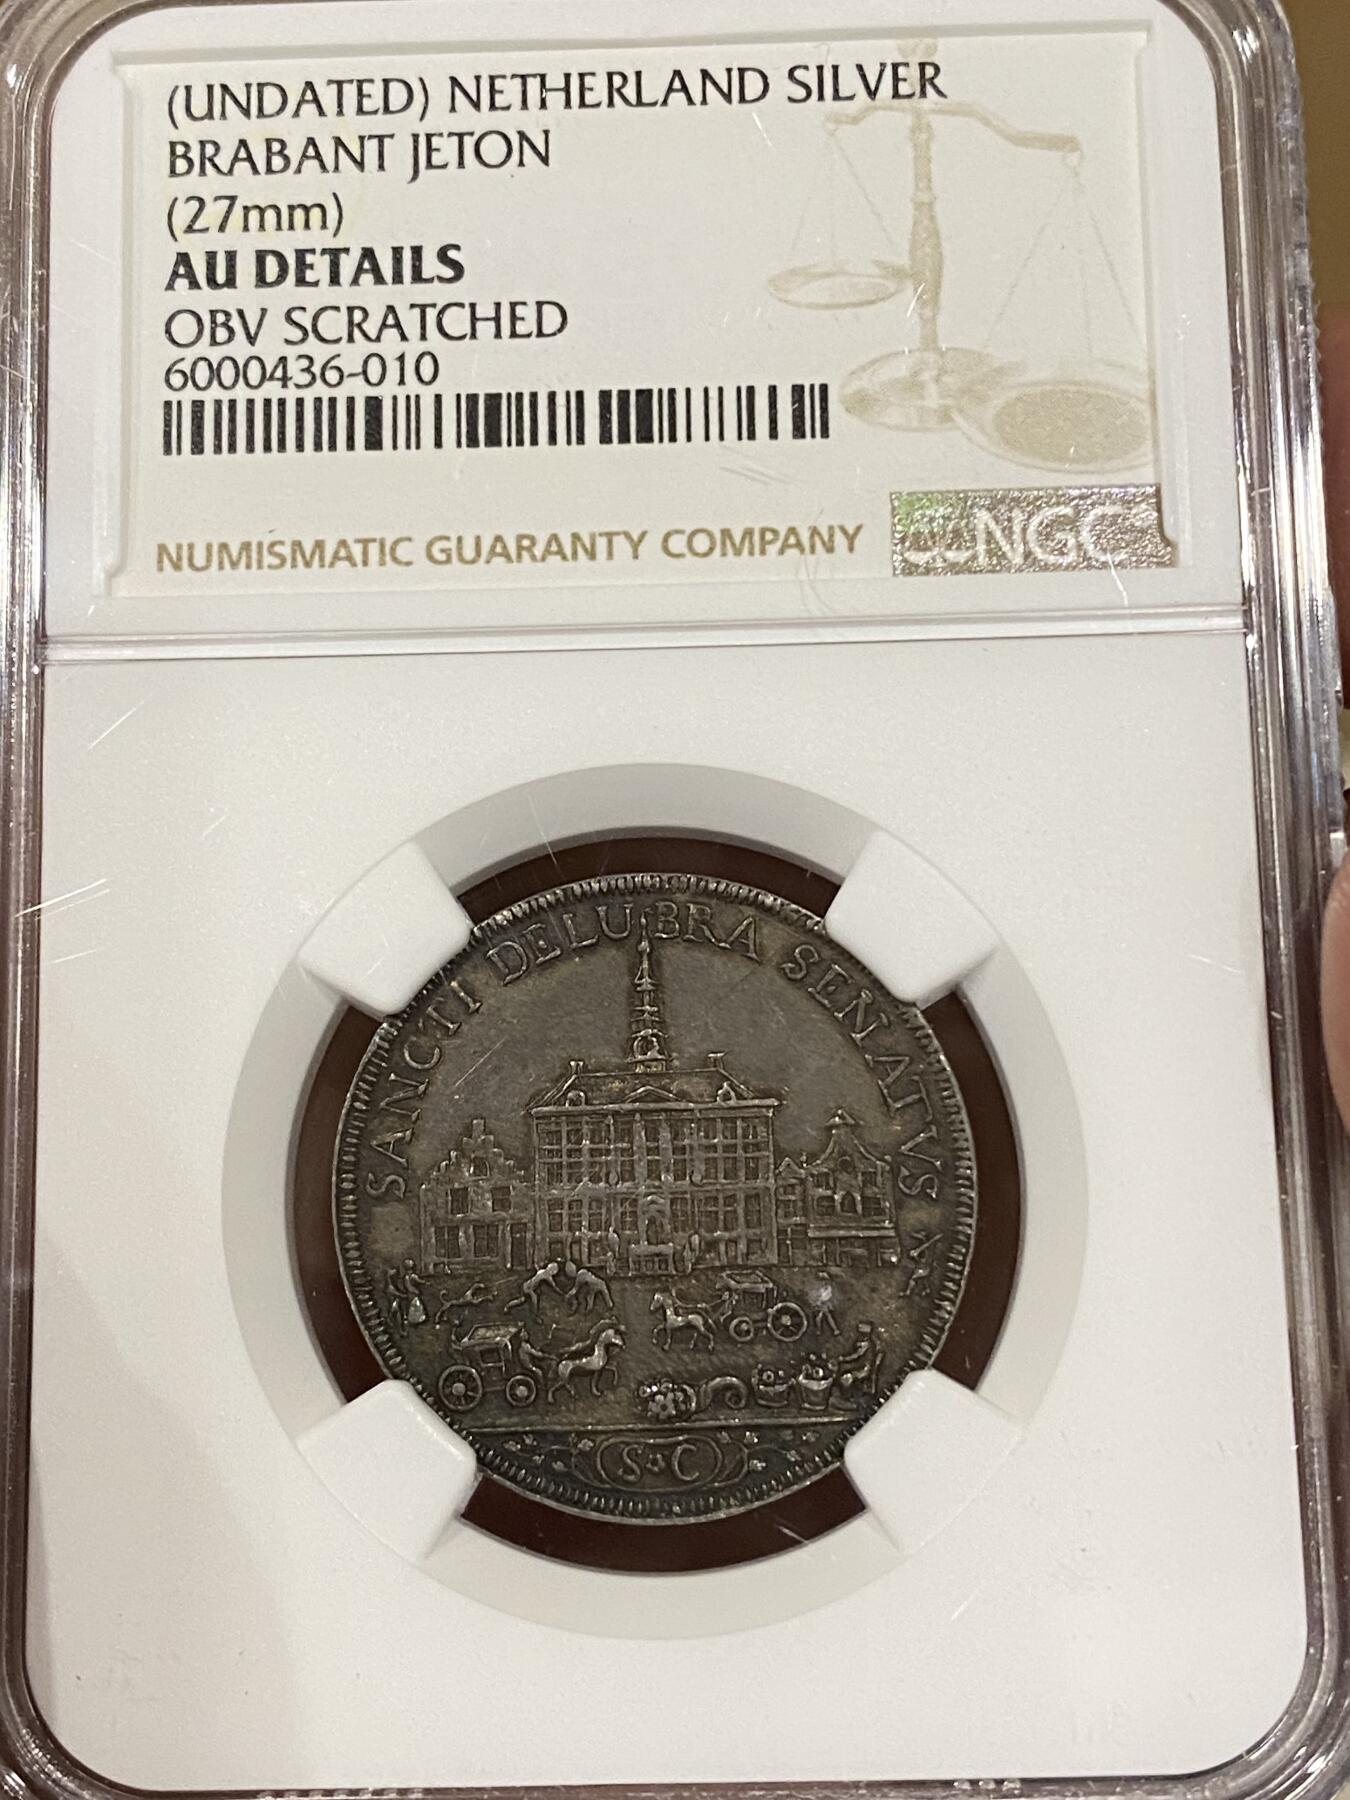 (UNDATED) NETHERLAND SILVER
BRABANT JETON
(27mm)
AU DETAILS
OBV SCRATCHED
6000436-010
NUMISMATIC GUARANTY COMPANY
NGC
SANCTI DELUBRA SENATVS
S C